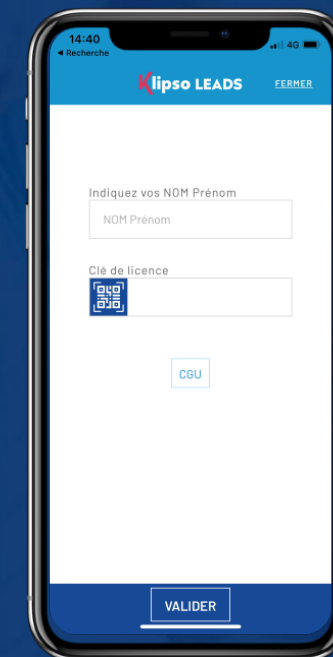 14:40
4G
◀ Recherche
Klipso LEADS
FERMER
Indiquez vos NOM Prénom
NOM Prénom
Clé de licence
CGU
VALIDER